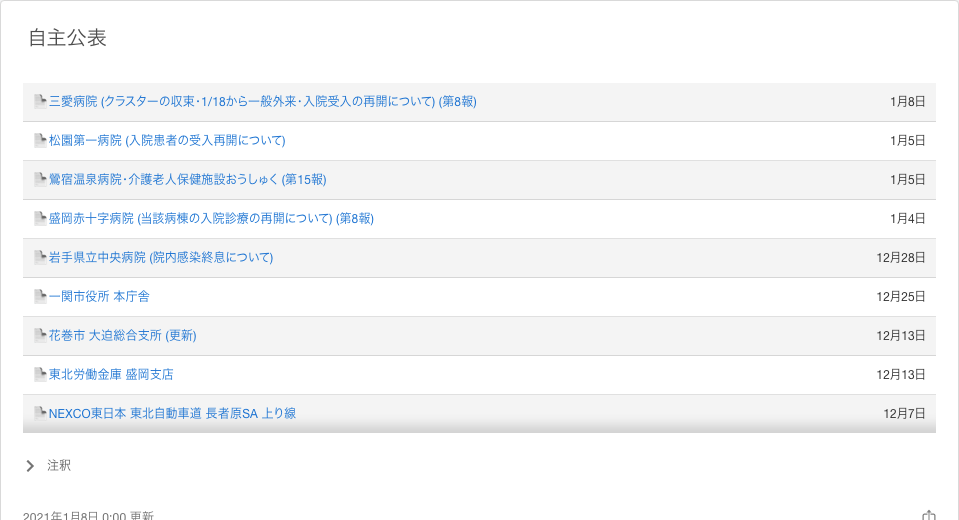 自主公表
三愛病院 (クラスターの収束･1/18から一般外来･入院受入の再開について) (第8報) 1月8日
松園第一病院 (入院患者の受入再開について) 1月5日
鶯宿温泉病院･介護老人保健施設おうしゅく (第15報) 1月5日
盛岡赤十字病院 (当該病棟の入院診療の再開について) (第8報) 1月4日
岩手県立中央病院 (院内感染終息について) 12月28日
一関市役所 本庁舎 12月25日
花巻市 大迫総合支所 (更新) 12月13日
東北労働金庫 盛岡支店 12月13日
NEXCO東日本 東北自動車道 長者原SA 上り線 12月7日
注釈
2021年1月8日 0:00 更新